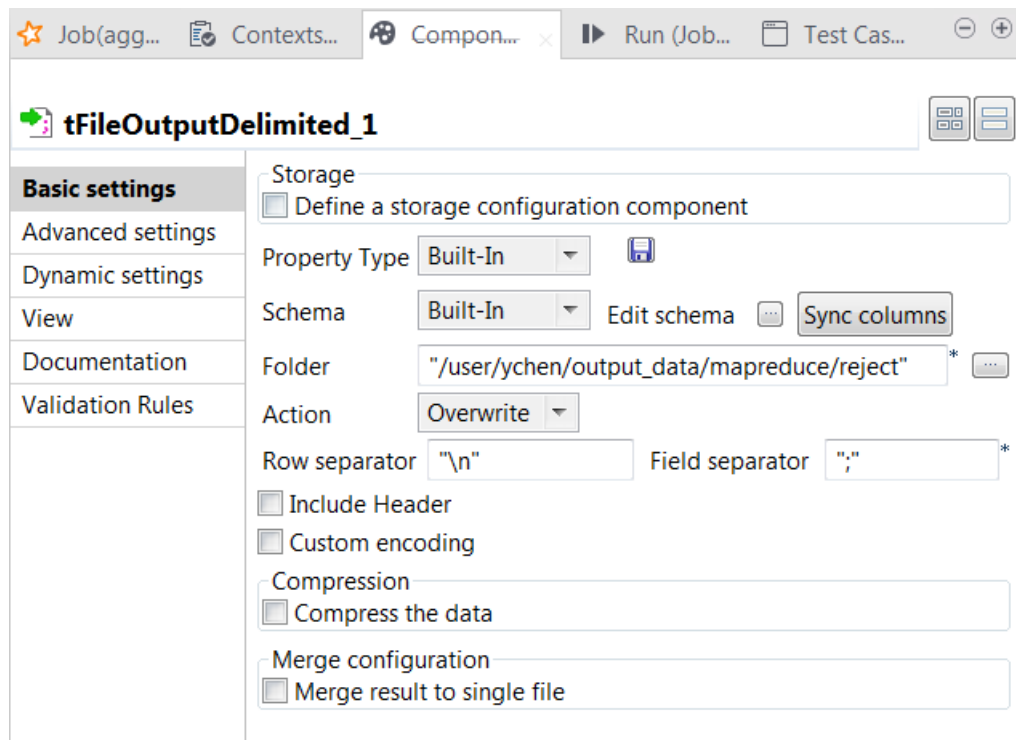 Job(agg... Contexts... Compon... Run (Job... Test Cas...
tFileOutputDelimited_1
Basic settings
Advanced settings
Dynamic settings
View
Documentation
Validation Rules
Storage
Define a storage configuration component
Property Type Built-In
Schema Built-In Edit schema ... Sync columns
Folder "/user/ychen/output_data/mapreduce/reject" * ...
Action Overwrite
Row separator "\n" Field separator ";" *
Include Header
Custom encoding
Compression
Compress the data
Merge configuration
Merge result to single file